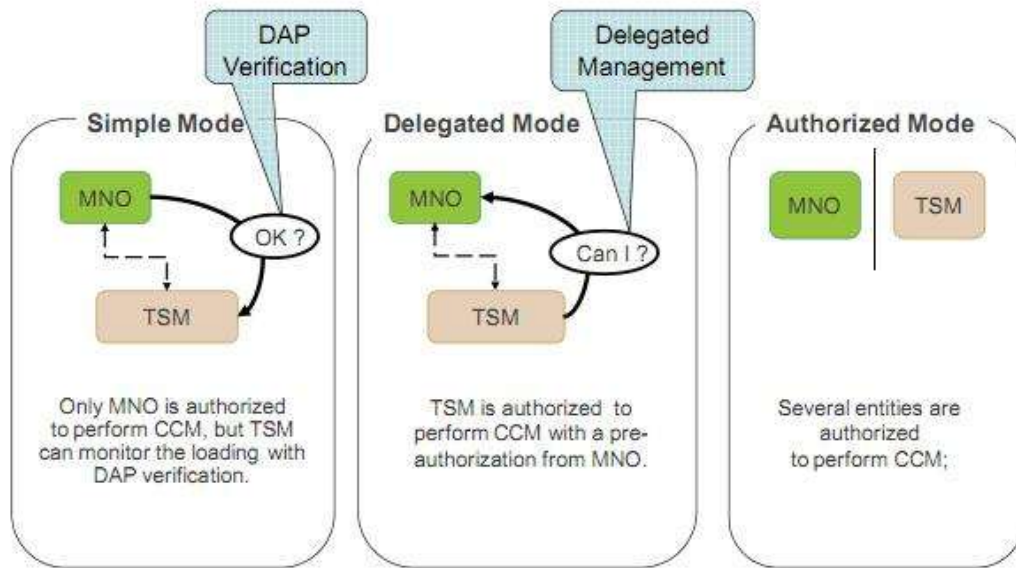 DAP
Verification
Delegated
Management
Simple Mode
MNO
OK ?
TSM
Only MNO is authorized
to perform CCM, but TSM
can monitor the loading with
DAP verification.
Delegated Mode
MNO
Can I ?
TSM
TSM is authorized to
perform CCM with a pre-
authorization from MNO.
Authorized Mode
MNO
TSM
Several entities are
authorized
to perform CCM;